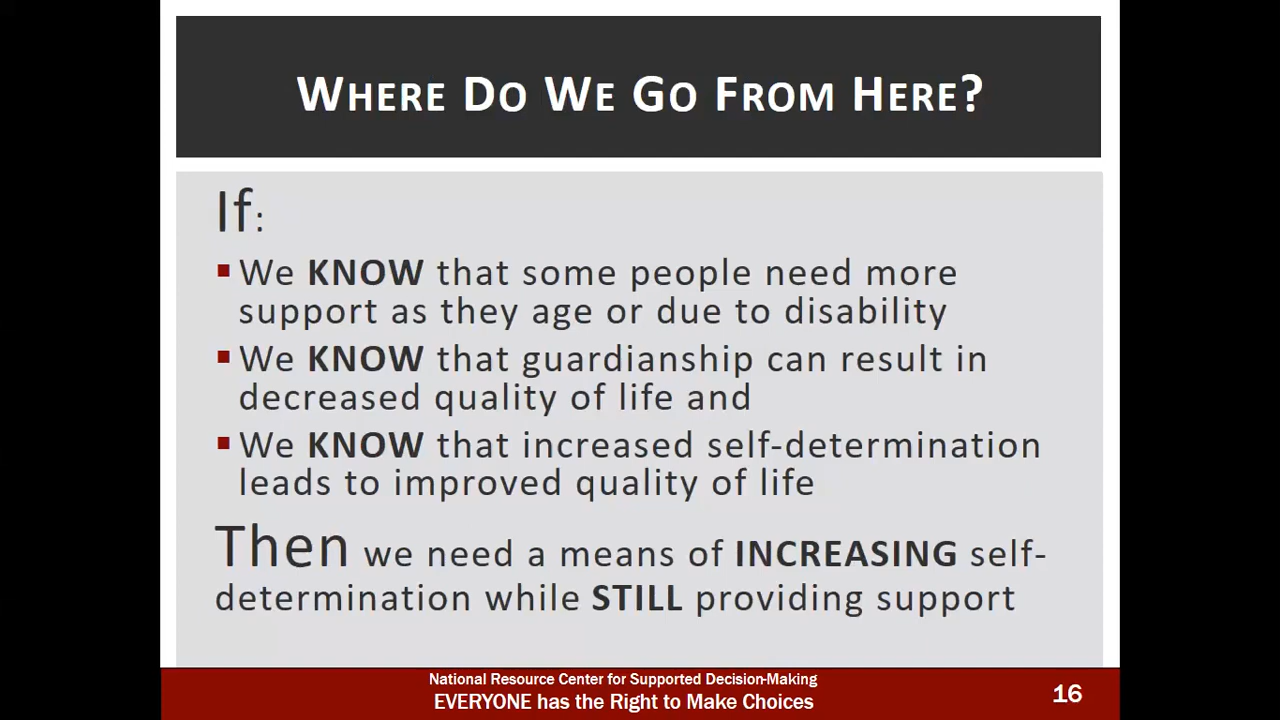 WHERE DO WE GO FROM HERE?
If:
▪ We KNOW that some people need more
support as they age or due to disability
▪ We KNOW that guardianship can result in
decreased quality of life and
▪ We KNOW that increased self-determination
leads to improved quality of life
Then we need a means of INCREASING self-
determination while STILL providing support
National Resource Center for Supported Decision-Making
EVERYONE has the Right to Make Choices
16